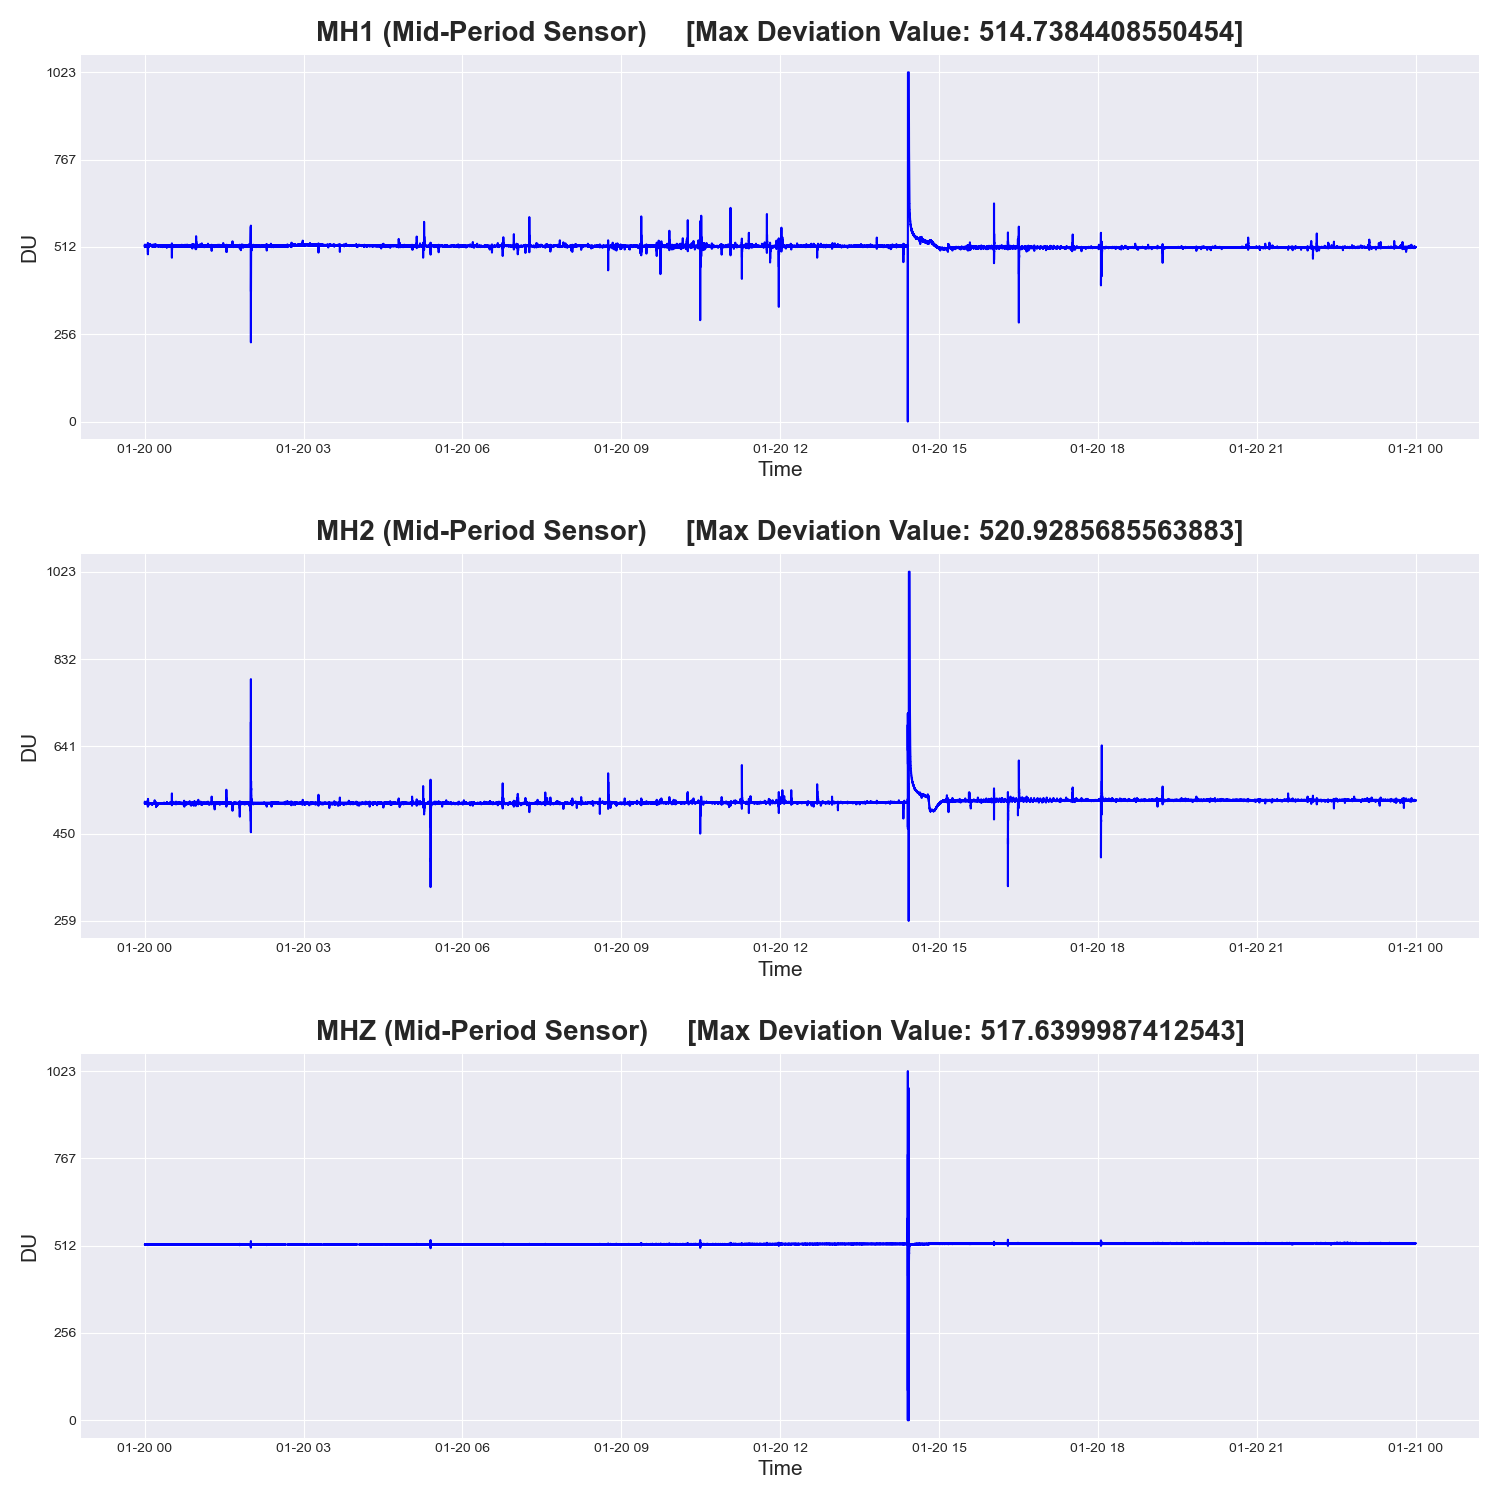 MH1 (Mid-Period Sensor) [Max Deviation Value: 514.7384408550454]
1023
767
512
256
0
DU
01-20 00 01-20 03 01-20 06 01-20 09 01-20 12 01-20 15 01-20 18 01-20 21 01-21 00
Time
MH2 (Mid-Period Sensor) [Max Deviation Value: 520.9285685563883]
1023
832
641
450
259
DU
01-20 00 01-20 03 01-20 06 01-20 09 01-20 12 01-20 15 01-20 18 01-20 21 01-21 00
Time
MHZ (Mid-Period Sensor) [Max Deviation Value: 517.6399987412543]
1023
767
512
256
0
DU
01-20 00 01-20 03 01-20 06 01-20 09 01-20 12 01-20 15 01-20 18 01-20 21 01-21 00
Time